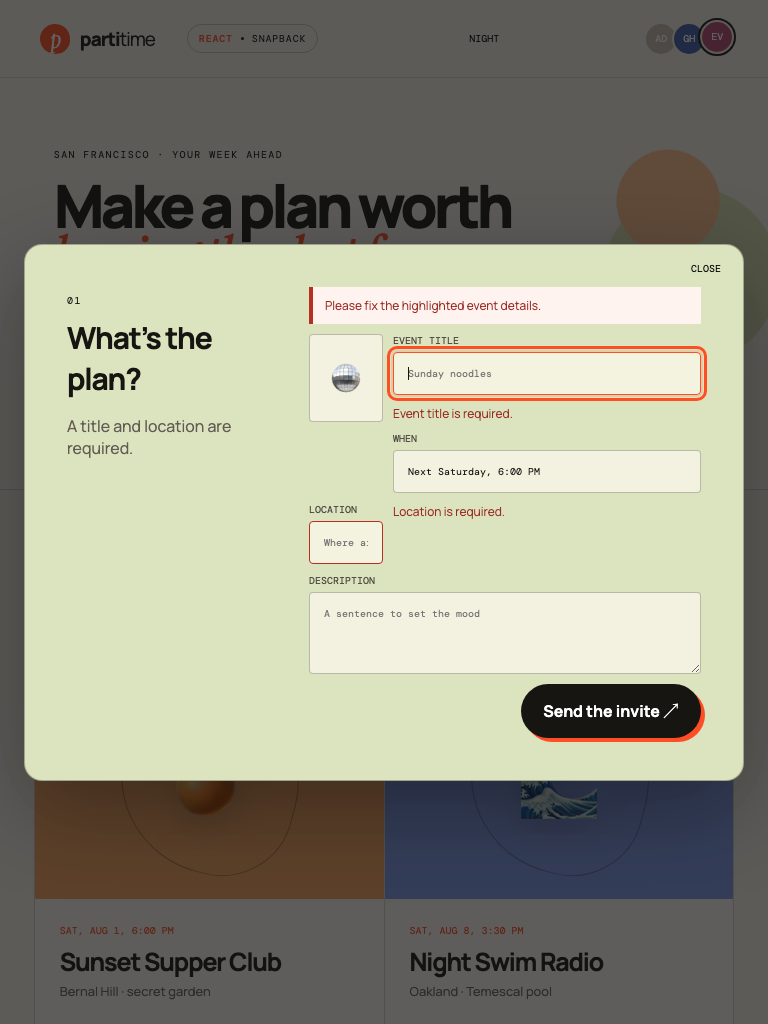 partitime
REACT • SNAPBACK
NIGHT
AO
GH
EV
SAN FRANCISCO · YOUR WEEK AHEAD
Make a plan worth
CLOSE
01
What's the
plan?
A title and location are
required.
Please fix the highlighted event details.
EVENT TITLE
Sunday noodles
Event title is required.
WHEN
Next Saturday, 6:00 PM
LOCATION
Location is required.
Where a
DESCRIPTION
A sentence to set the mood
Send the invite ↗
SAT, AUG 1, 6:00 PM
Sunset Supper Club
Bernal Hill · secret garden
SAT, AUG 8, 3:30 PM
Night Swim Radio
Oakland · Temescal pool